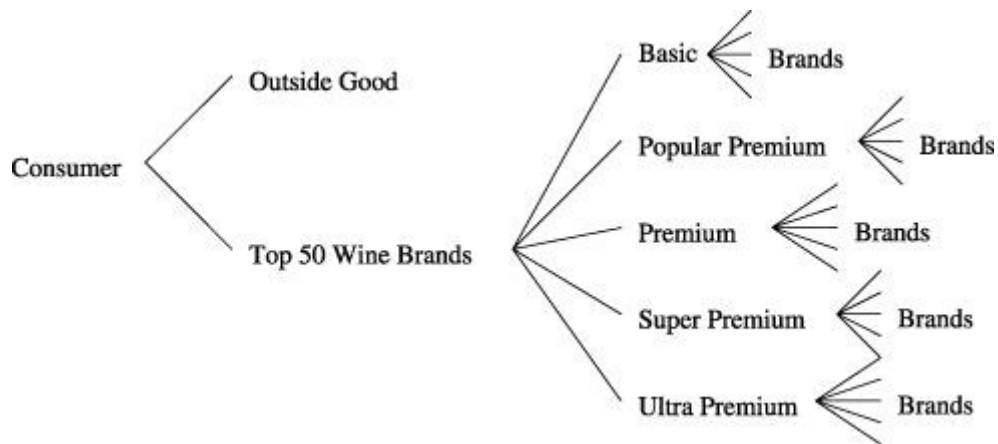 Consumer
Outside Good
Top 50 Wine Brands
Basic
Brands
Popular Premium
Brands
Premium
Brands
Super Premium
Brands
Ultra Premium
Brands